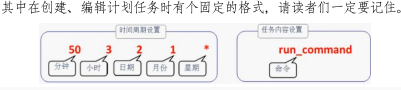 其中在创建、编辑计划任务时有个固定的格式，请读者们一定要记住。
时间周期设置 任务内容设置
50 3 2 1 * run_command
分钟 小时 日期 月份 星期 命令